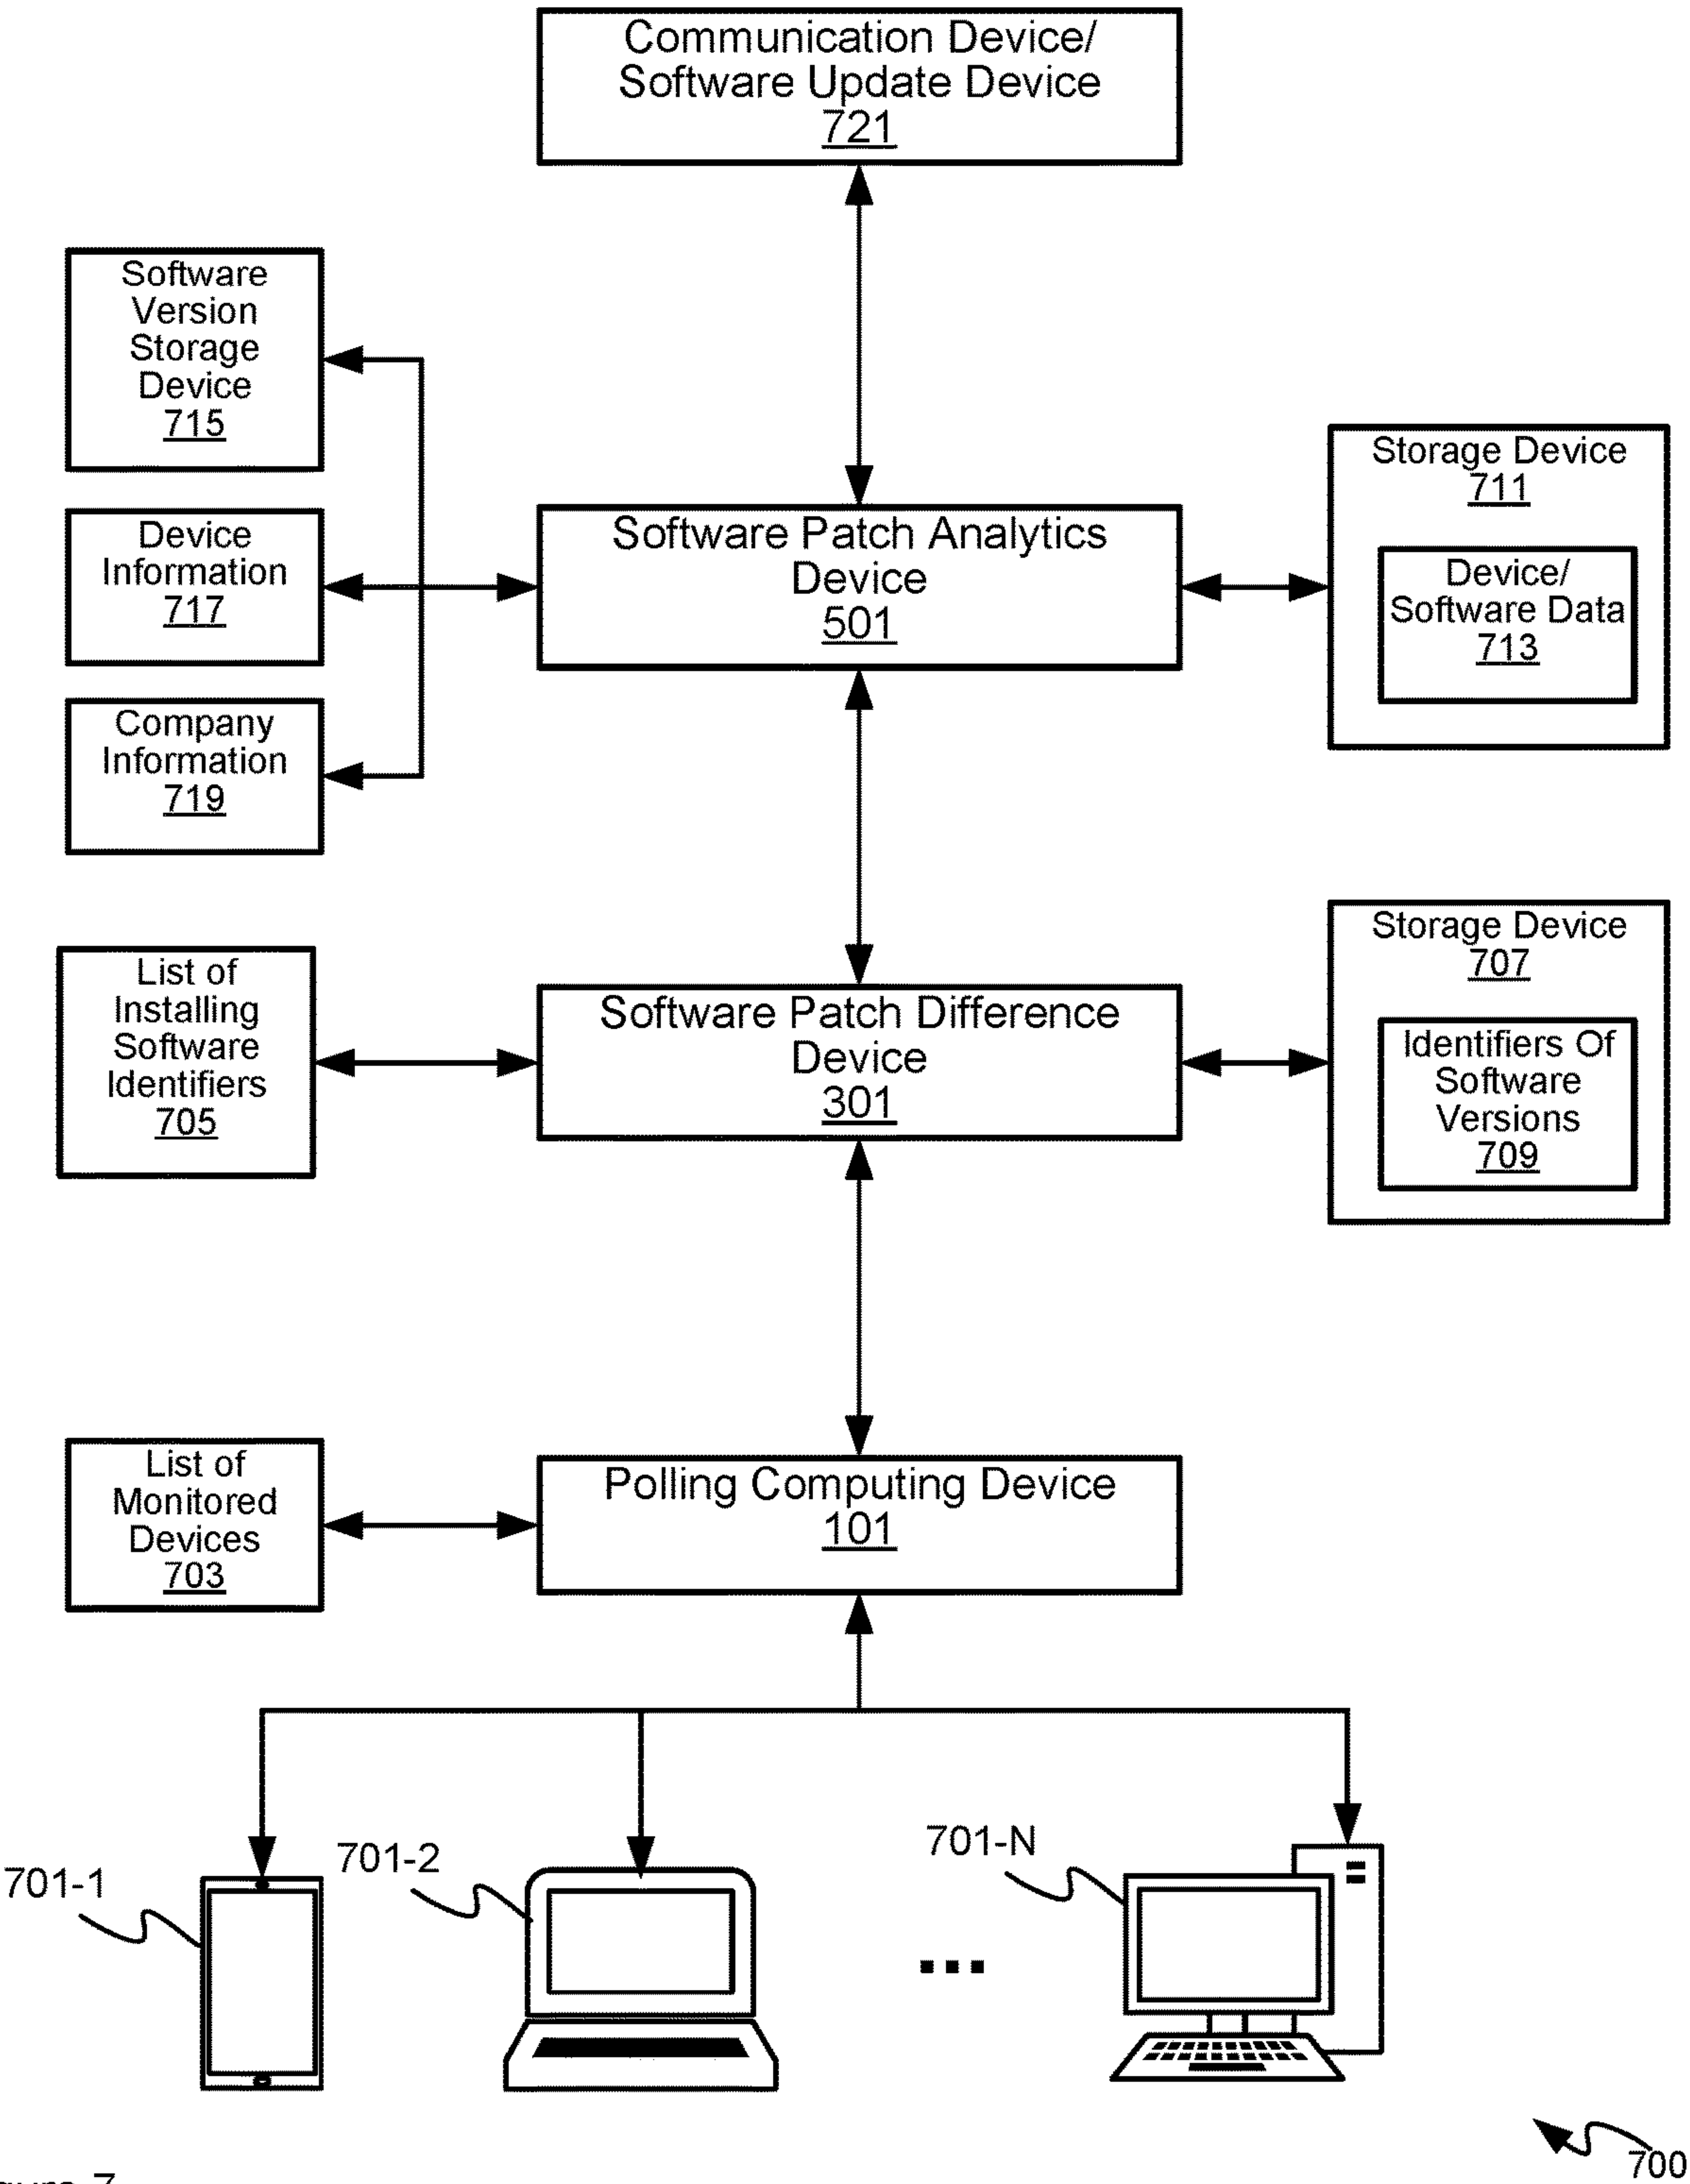 Communication Device/
Software Update Device
721
Software
Version
Storage
Device
715
Device
Information
717
Company
Information
719
Software Patch Analytics
Device
501
Storage Device
711
Device/
Software Data
713
List of
Installing
Software
Identifiers
705
Software Patch Difference
Device
301
Storage Device
707
Identifiers Of
Software
Versions
709
List of
Monitored
Devices
703
Polling Computing Device
101
701-1
701-2
701-N
...
700